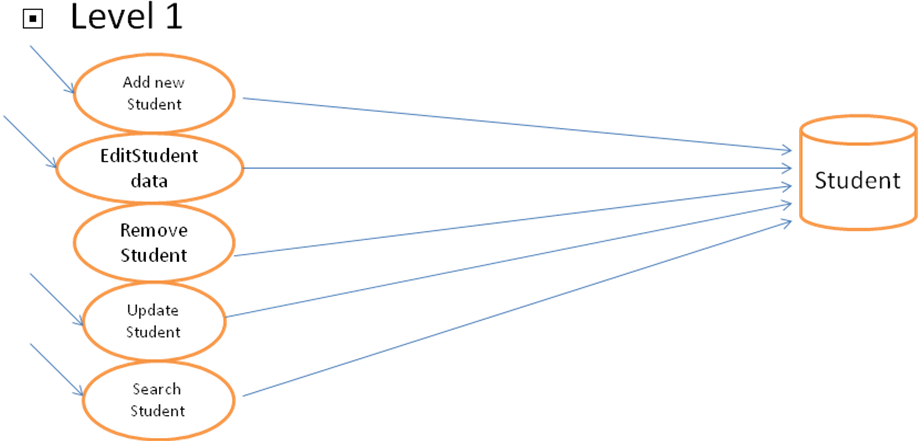 Level 1
Add new
Student
EditStudent
data
Remove
Student
Update
Student
Search
Student
Student